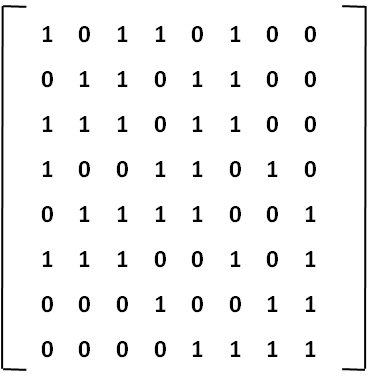 1 0 1 1 0 1 0 0
0 1 1 0 1 1 0 0
1 1 1 0 1 1 0 0
1 0 0 1 1 0 1 0
0 1 1 1 1 0 0 1
1 1 1 0 0 1 0 1
0 0 0 1 0 0 1 1
0 0 0 0 1 1 1 1